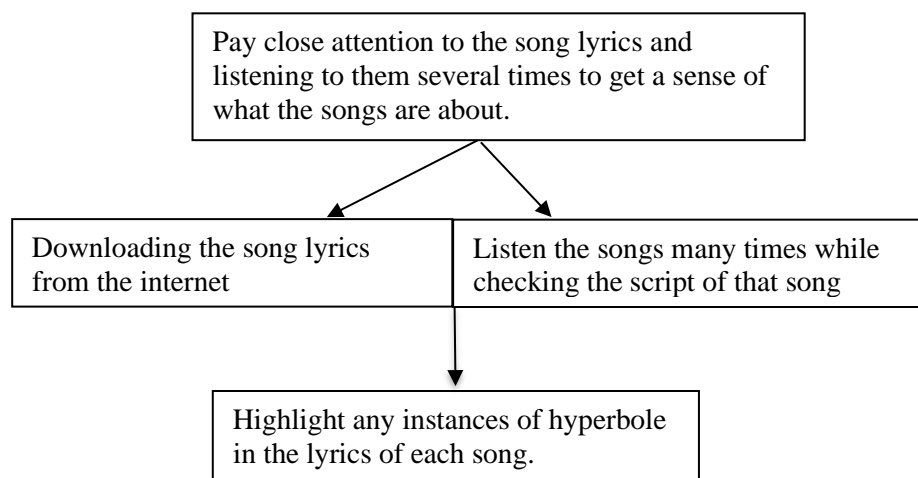 Pay close attention to the song lyrics and
listening to them several times to get a sense of
what the songs are about.
Downloading the song lyrics
from the internet
Listen the songs many times while
checking the script of that song
Highlight any instances of hyperbole
in the lyrics of each song.